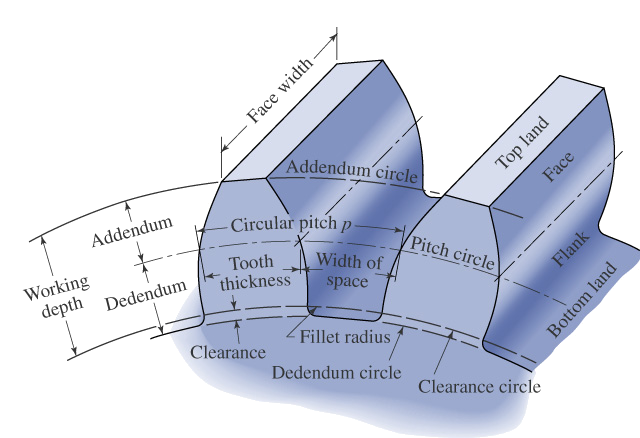 Face width
Top land
Face
Addendum circle
Addendum
Circular pitch p
Pitch circle
Flank
Working
depth
Dedendum
Tooth
thickness
Width of
space
Bottom land
Clearance
Fillet radius
Dedendum circle
Clearance circle